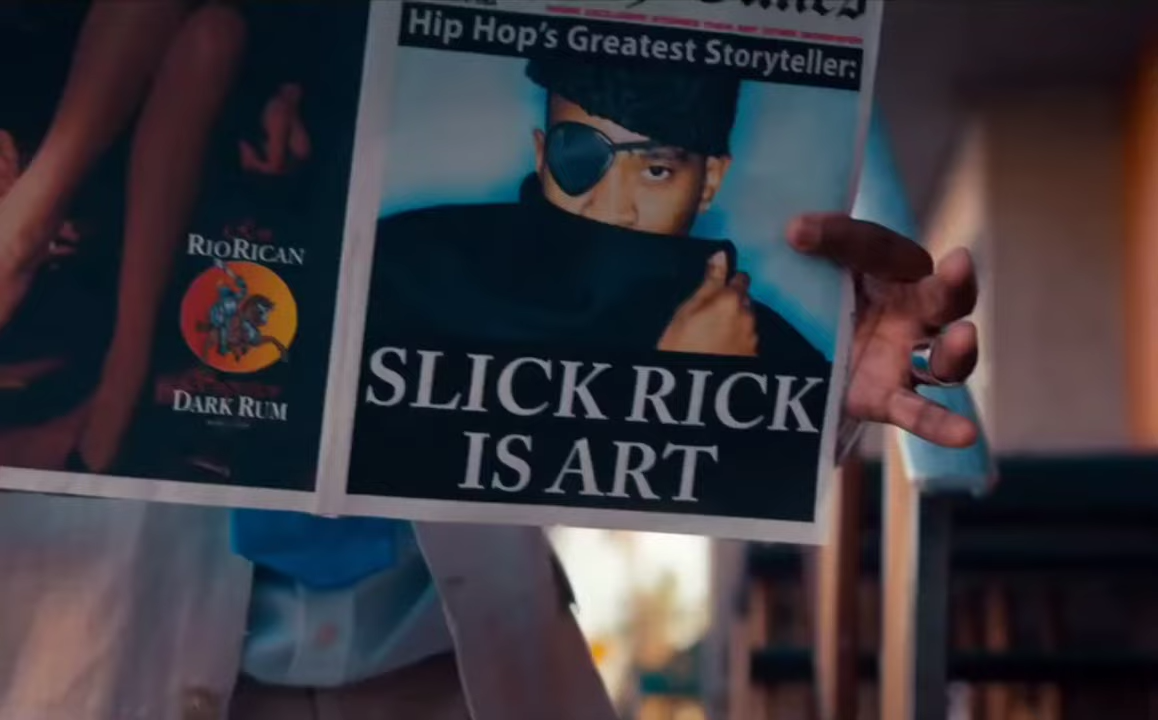 Hip Hop's Greatest Storyteller:
SLICK RICK
IS ART
RIORICAN
DARK RUM